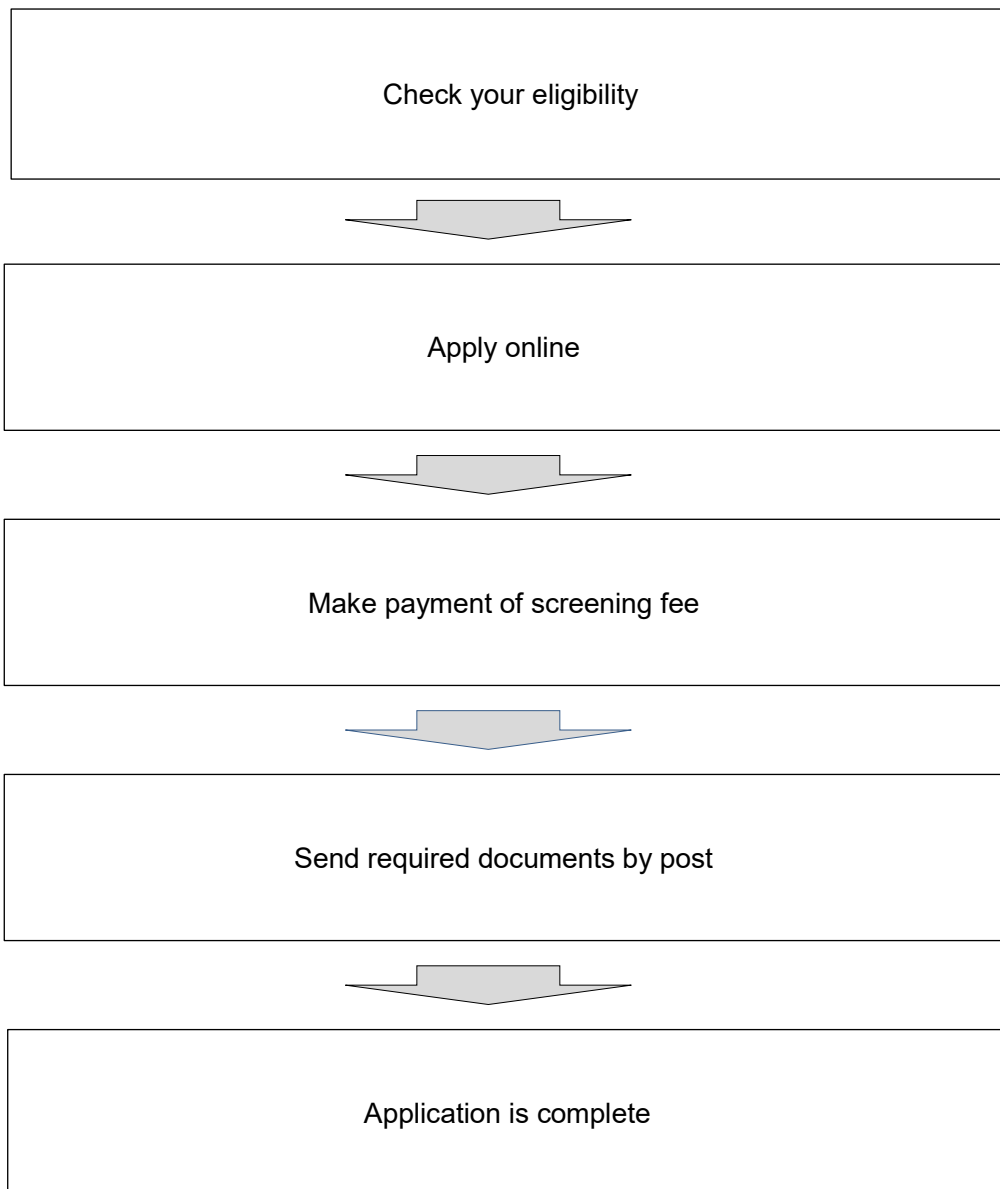 Check your eligibility
Apply online
Make payment of screening fee
Send required documents by post
Application is complete